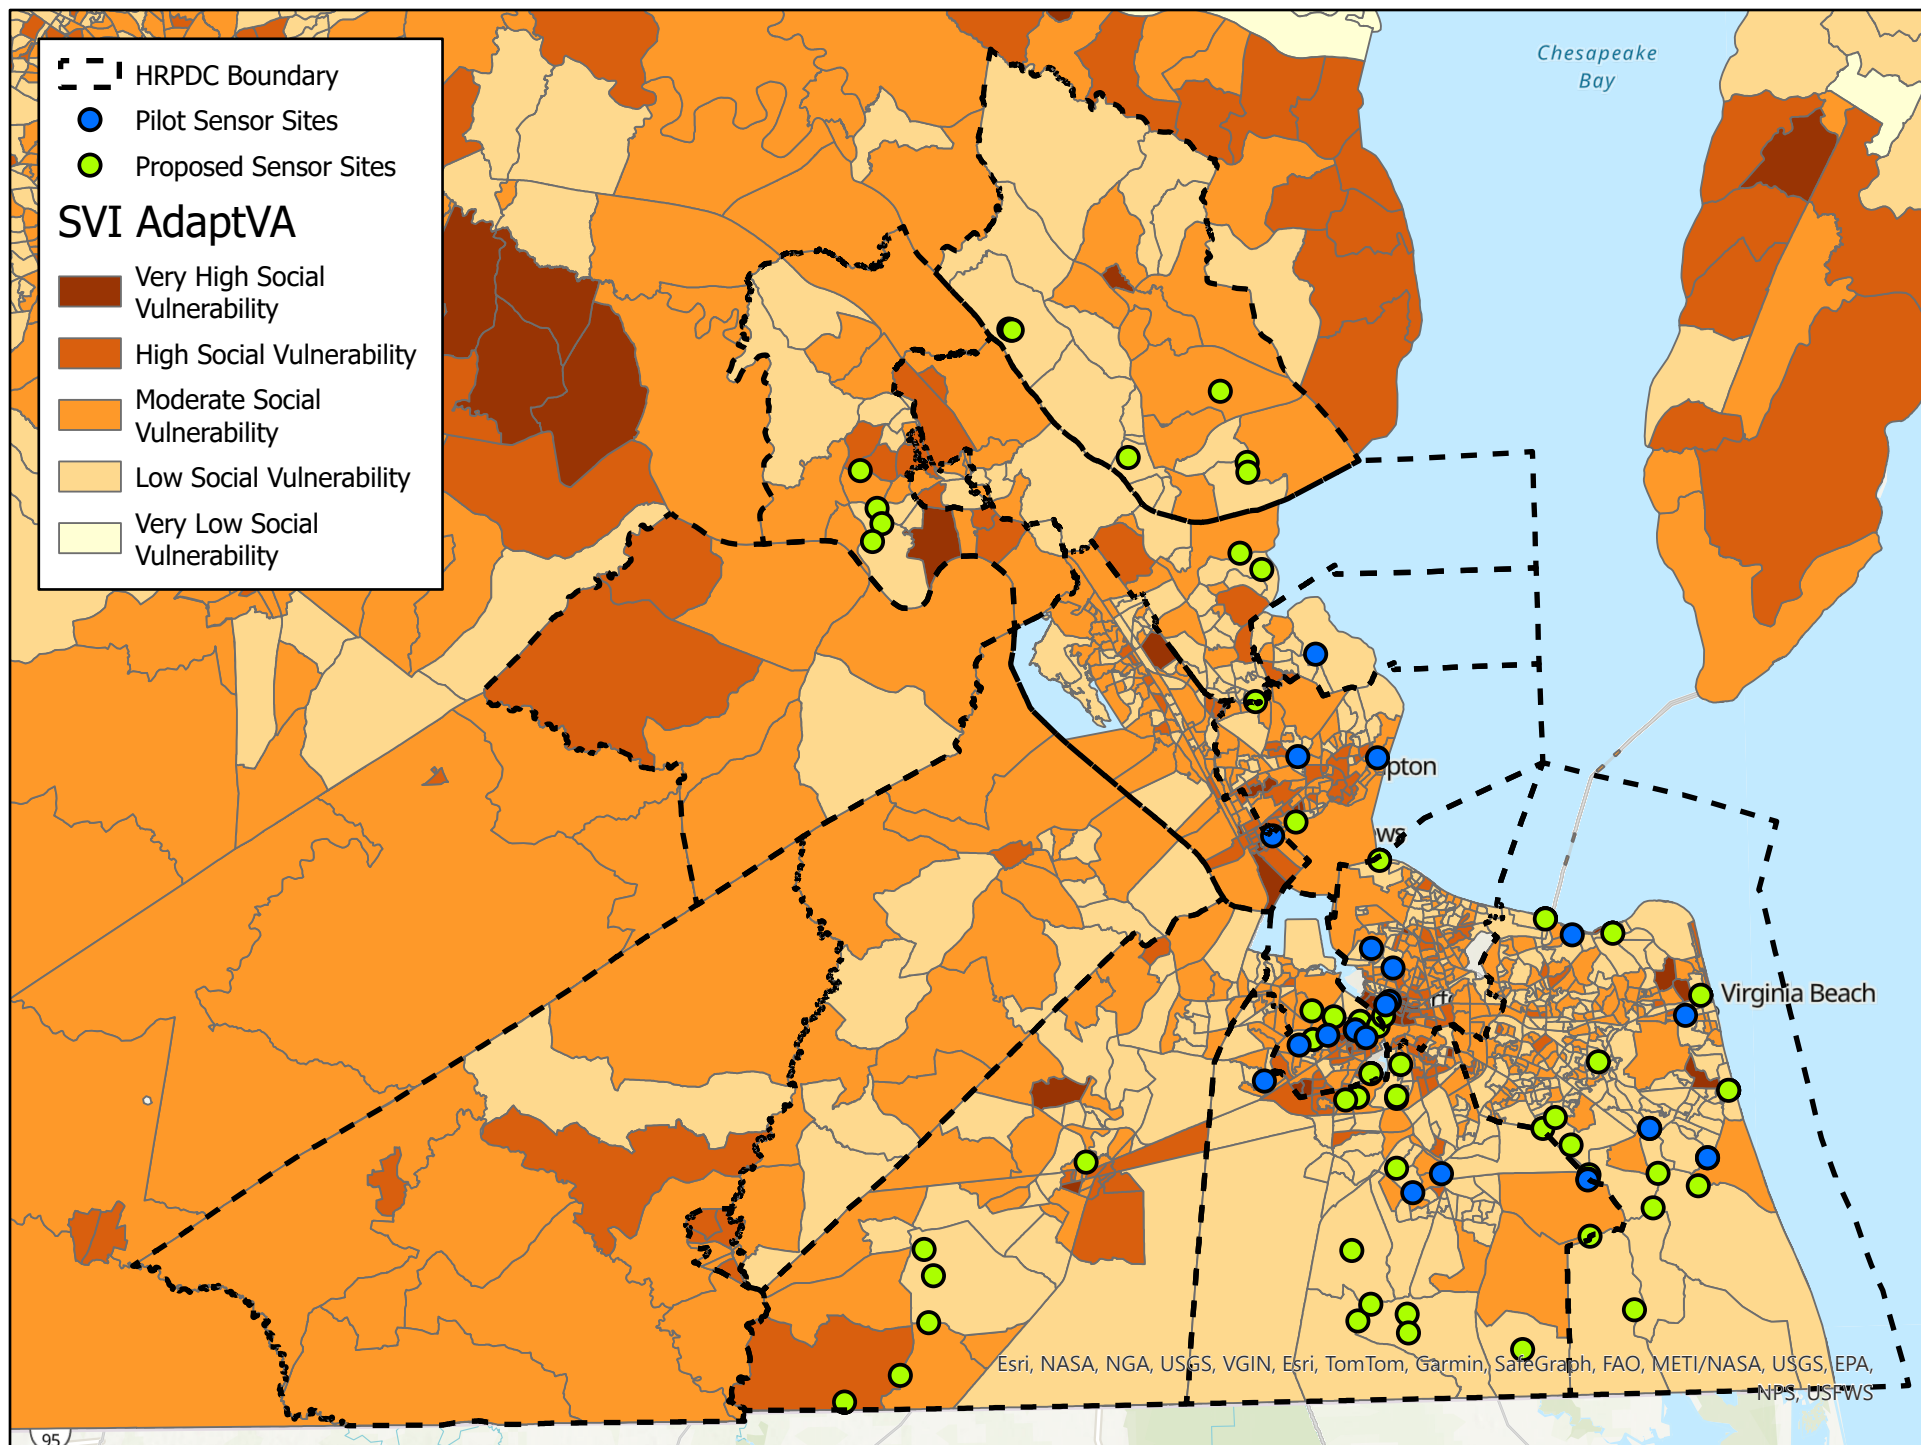 HRPDC Boundary
Pilot Sensor Sites
Proposed Sensor Sites
SVI AdaptVA
Very High Social
Vulnerability
High Social Vulnerability
Moderate Social
Vulnerability
Low Social Vulnerability
Very Low Social
Vulnerability
Chesapeake
Bay
pton
ws
Virginia Beach
Esri, NASA, NGA, USGS, VGIN, Esri, TomTom, Garmin, SafeGraph, FAO, METI/NASA, USGS, EPA,
NPS, USFWS
95